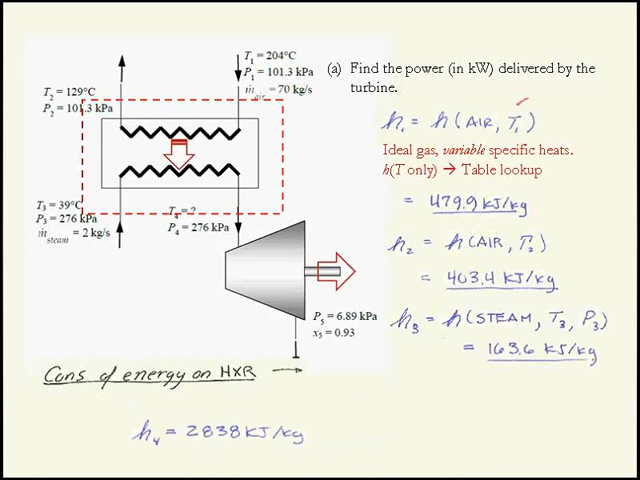 T1 = 204°C
P1 = 101.3 kPa
ṁair = 70 kg/s
T2 = 129°C
P2 = 101.3 kPa
T3 = 39°C
P3 = 276 kPa
ṁsteam = 2 kg/s
T4 = ?
P4 = 276 kPa
P5 = 6.89 kPa
x5 = 0.93
(a) Find the power (in kW) delivered by the
turbine.
h1 = h (AIR, T1)
Ideal gas, variable specific heats.
h(T only) → Table lookup
= 479.9 KJ/kg
h2 = h(AIR, T2)
= 403.4 KJ/kg
h3 = h(STEAM, T3, P3)
= 163.6 KJ/kg
Cons of energy on HXR →
h4 = 2838 KJ/kg